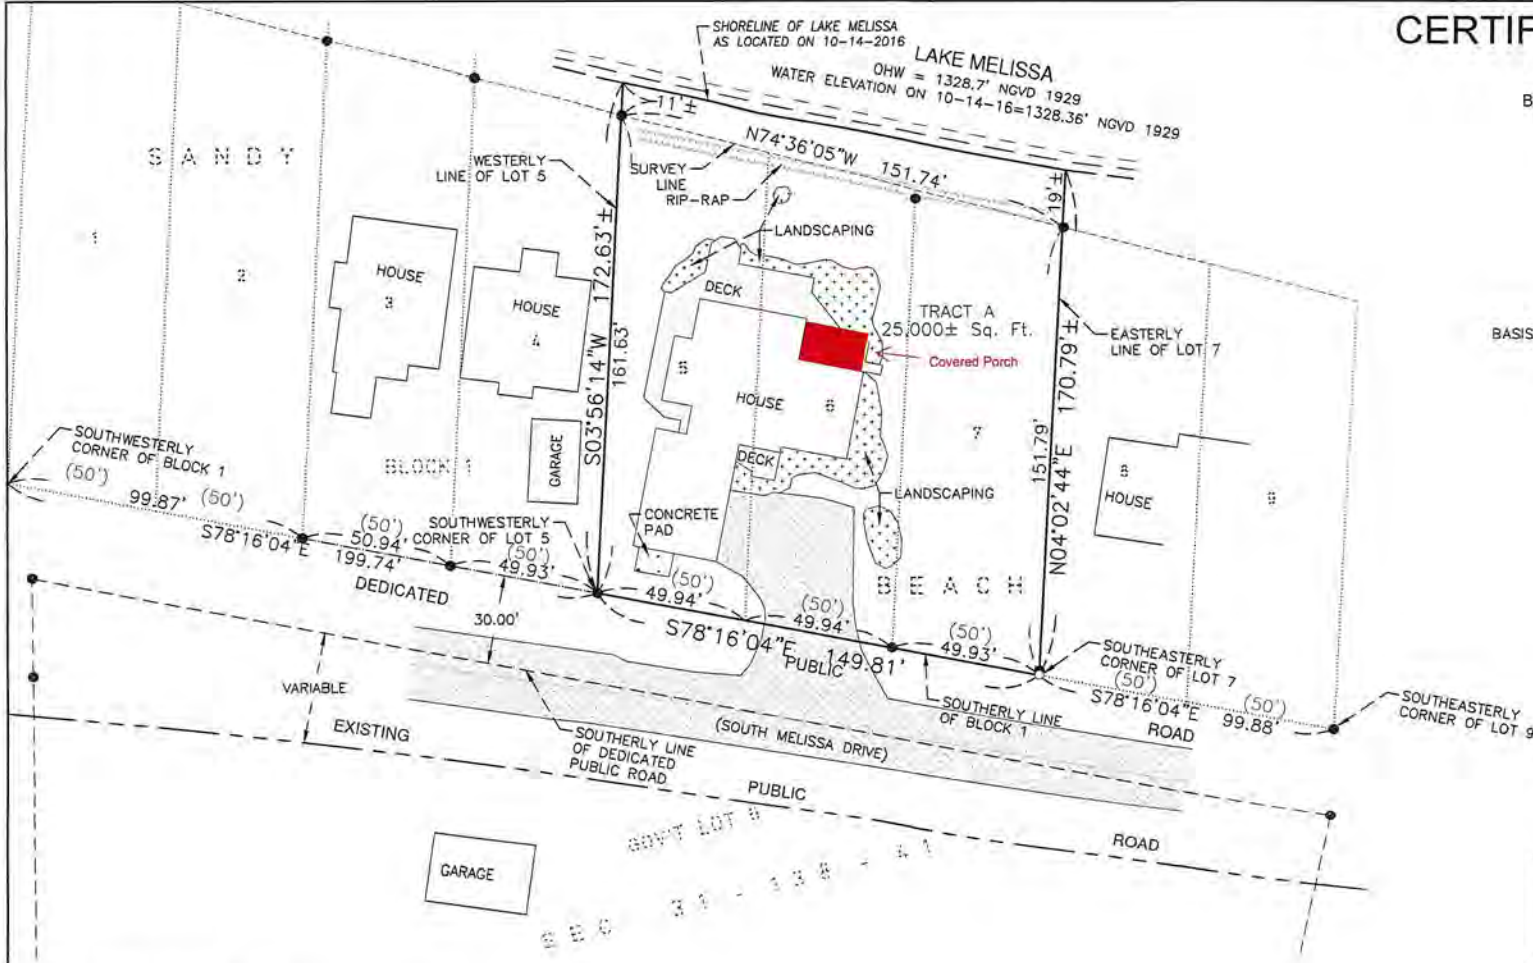 CERTIF
SHORELINE OF LAKE MELISSA
AS LOCATED ON 10-14-2016
LAKE MELISSA
OHW = 1328.7' NGVD 1929
WATER ELEVATION ON 10-14-16=1328.36' NGVD 1929
B
11'±
N74°36'05"W 151.74'
SANDY
WESTERLY
LINE OF LOT 5
SURVEY
LINE
RIP-RAP
19'±
LANDSCAPING
1
2
HOUSE
3
HOUSE
4
DECK
TRACT A
25,000± Sq. Ft.
Covered Porch
EASTERLY
LINE OF LOT 7
BASIS
S03°56'14"W 172.63'±
161.63'
5
HOUSE
6
7
N04°02'44"E 170.79'±
151.79'
SOUTHWESTERLY
CORNER OF BLOCK 1
BLOCK 1
GARAGE
DECK
LANDSCAPING
8
HOUSE
9
(50')
99.87'
(50')
S78°16'04"E
(50')
50.94'
199.74'
SOUTHWESTERLY
CORNER OF LOT 5
(50')
49.93'
CONCRETE
PAD
DEDICATED
30.00'
(50')
49.94'
BEACH
(50')
49.94'
S78°16'04"E 149.81'
PUBLIC
(50')
49.93'
SOUTHEASTERLY
CORNER OF LOT 7
(50')
S78°16'04"E
(50')
99.88'
ROAD
SOUTHEASTERLY
CORNER OF LOT 9
VARIABLE
SOUTHERLY LINE
OF BLOCK 1
EXISTING
SOUTHERLY LINE
OF DEDICATED
PUBLIC ROAD
(SOUTH MELISSA DRIVE)
PUBLIC
ROAD
GARAGE
GOV'T LOT
SEC 31 - 138 - 41